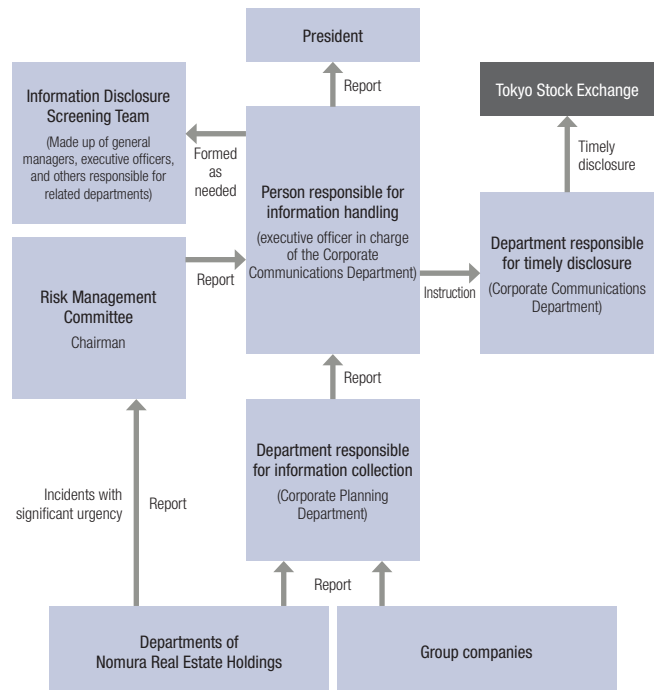 President
Report
Information Disclosure
Screening Team
(Made up of general
managers, executive officers,
and others responsible for
related departments)
Formed
as
needed
Tokyo Stock Exchange
Timely
disclosure
Person responsible for
information handling
(executive officer in charge
of the Corporate
Communications Department)
Report
Instruction
Department responsible
for timely disclosure
(Corporate Communications
Department)
Risk Management
Committee
Chairman
Report
Department responsible
for information collection
(Corporate Planning
Department)
Incidents with
significant urgency
Report
Report
Departments of
Nomura Real Estate Holdings
Group companies